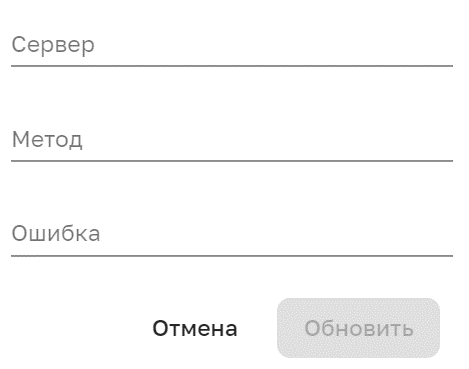 Сервер
Метод
Ошибка
Отмена Обновить